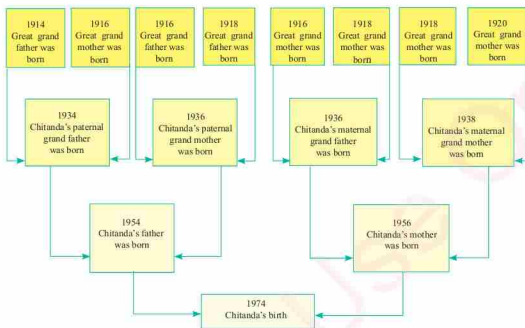 1914
Great grand
father was
born
1916
Great grand
mother was
born
1916
Great grand
father was
born
1918
Great grand
father was
born
1916
Great grand
mother was
born
1918
Great grand
mother was
born
1918
Great grand
mother was
born
1920
Great grand
mother was
born
1934
Chitanda's paternal
grand father
was born
1936
Chitanda's paternal
grand mother
was born
1936
Chitanda's maternal
grand father
was born
1938
Chitanda's maternal
grand mother
was born
1954
Chitanda's father
was born
1956
Chitanda's mother
was born
1974
Chitanda's birth
Use